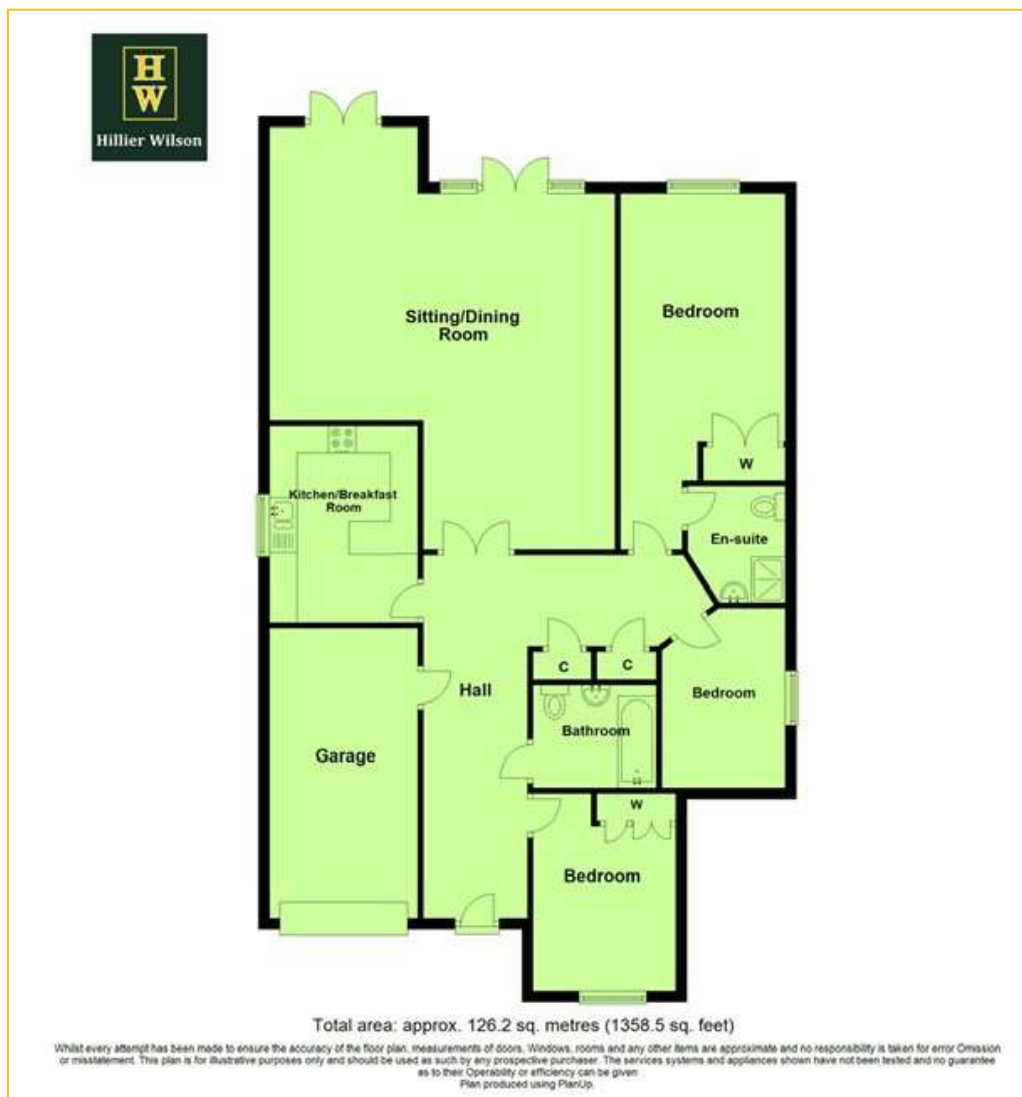 H
W
Hillier Wilson
Sitting/Dining
Room
Bedroom
W
Kitchen/Breakfast
Room
En-suite
C
C
Hall
Bedroom
Bathroom
Garage
W
Bedroom
Total area: approx. 126.2 sq. metres (1358.5 sq. feet)
Whilst every attempt has been made to ensure the accuracy of the floor plan, measurements of doors, Windows, rooms and any other items are approximate and no responsibility is taken for error Omission
or misstatement. This plan is for illustrative purposes only and should be used as such by any prospective purchaser. The services systems and appliances shown have not been tested and no guarantee
as to their Operability or efficiency can be given
Plan produced using PlanUp.